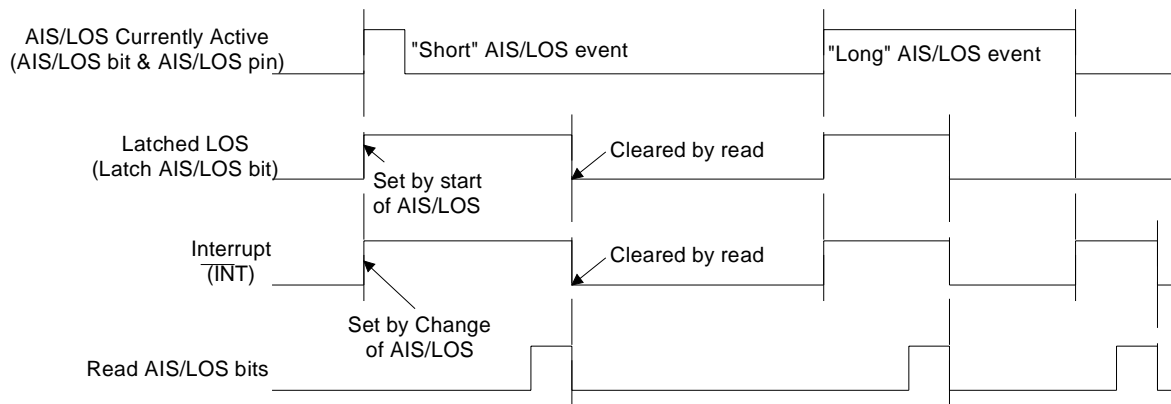 AIS/LOS Currently Active
(AIS/LOS bit & AIS/LOS pin)
"Short" AIS/LOS event
"Long" AIS/LOS event
Latched LOS
(Latch AIS/LOS bit)
Set by start
of AIS/LOS
Cleared by read
Interrupt
(INT)
Set by Change
of AIS/LOS
Cleared by read
Read AIS/LOS bits